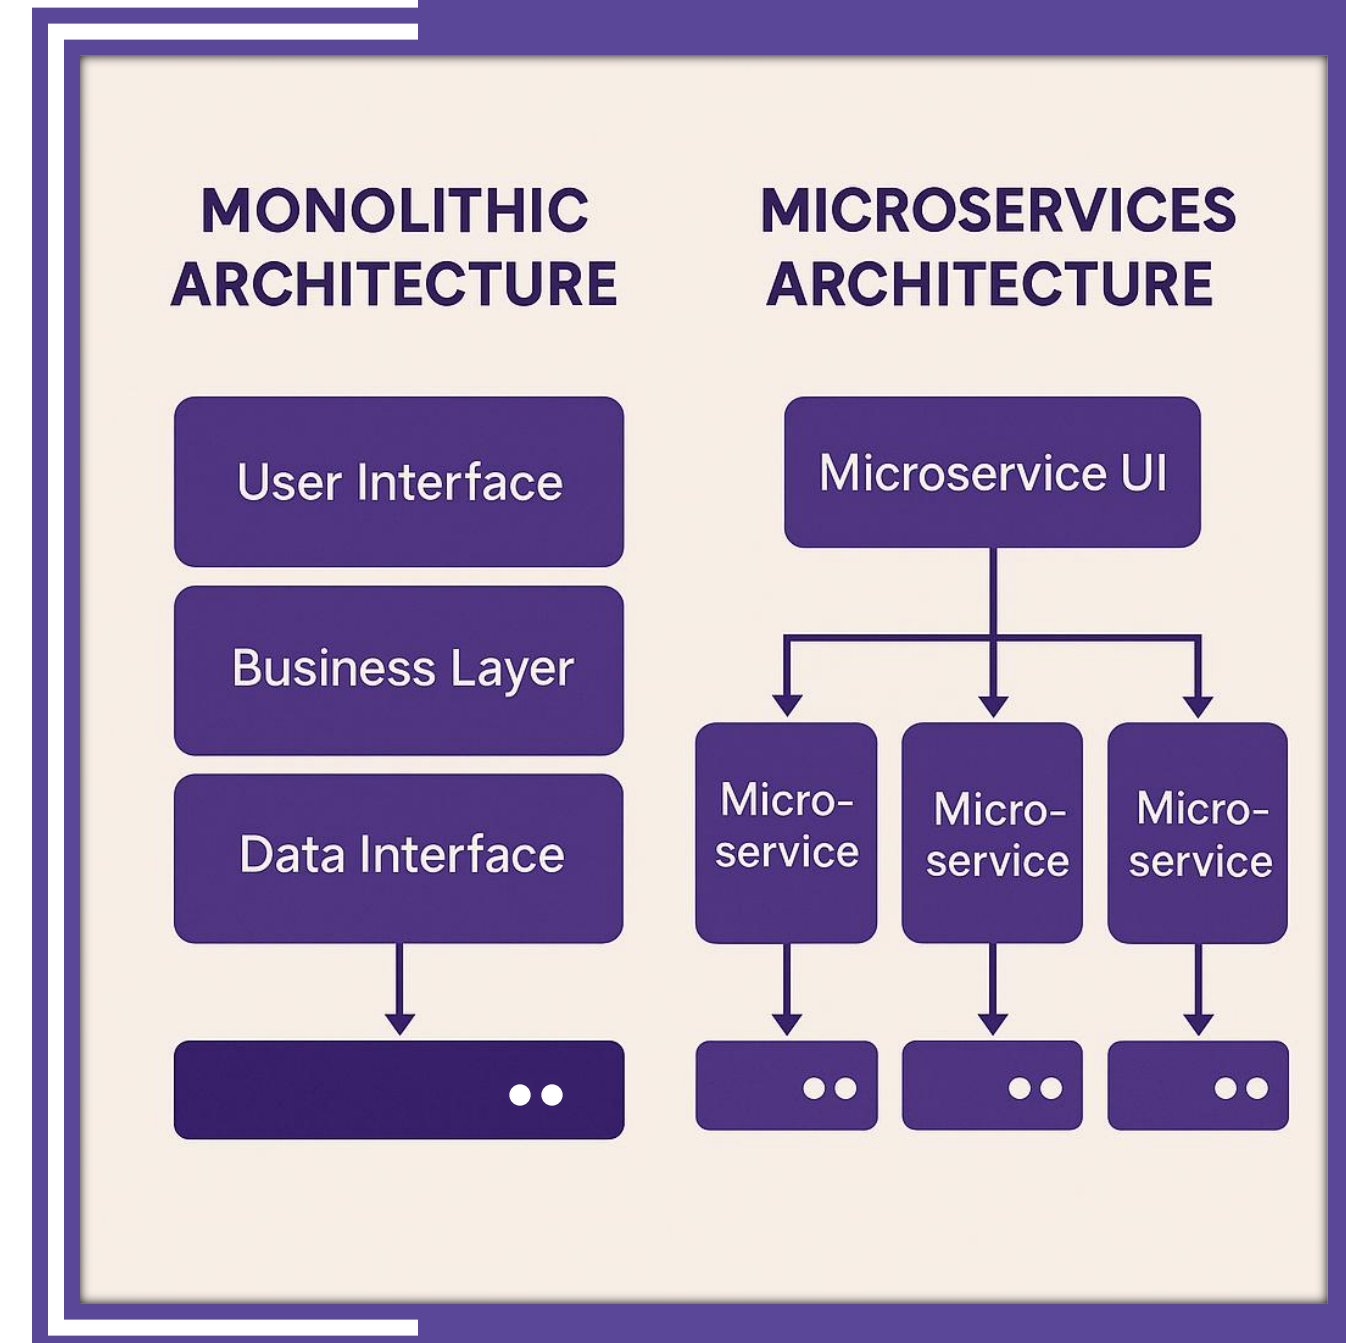 MONOLITHIC
ARCHITECTURE
User Interface
Business Layer
Data Interface
MICROSERVICES
ARCHITECTURE
Microservice UI
Micro-
service
Micro-
service
Micro-
service